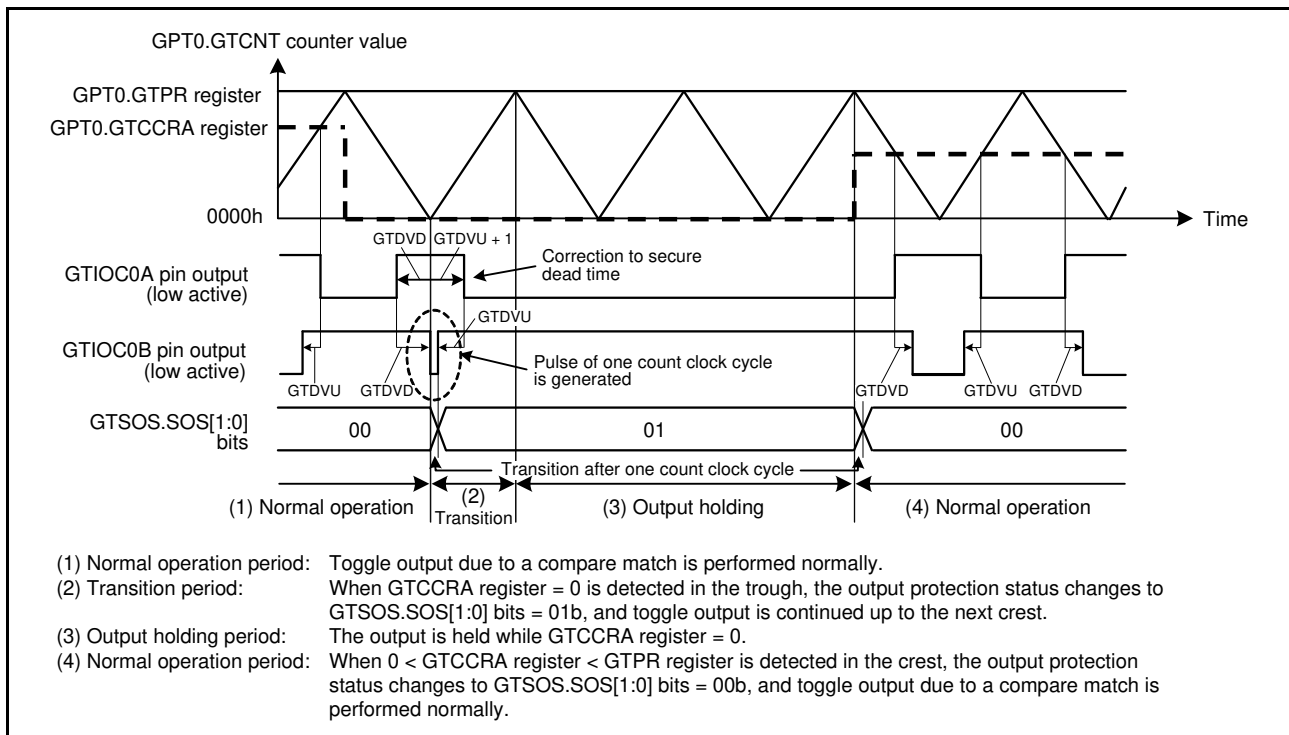 GPT0.GTCNT counter value
GPT0.GTPR register
GPT0.GTCCRA register
0000h
Time
GTDVD
GTDVU + 1
Correction to secure
dead time
GTIOC0A pin output
(low active)
GTDVU
GTIOC0B pin output
(low active)
Pulse of one count clock cycle
is generated
GTDVU
GTDVD
GTDVD
GTDVU
GTDVD
GTSOS.SOS[1:0]
bits
00
01
00
Transition after one count clock cycle
(1) Normal operation
(2)
Transition
(3) Output holding
(4) Normal operation
(1) Normal operation period: Toggle output due to a compare match is performed normally.
(2) Transition period: When GTCCRA register = 0 is detected in the trough, the output protection status changes to
GTSOS.SOS[1:0] bits = 01b, and toggle output is continued up to the next crest.
(3) Output holding period: The output is held while GTCCRA register = 0.
(4) Normal operation period: When 0 < GTCCRA register < GTPR register is detected in the crest, the output protection
status changes to GTSOS.SOS[1:0] bits = 00b, and toggle output due to a compare match is
performed normally.